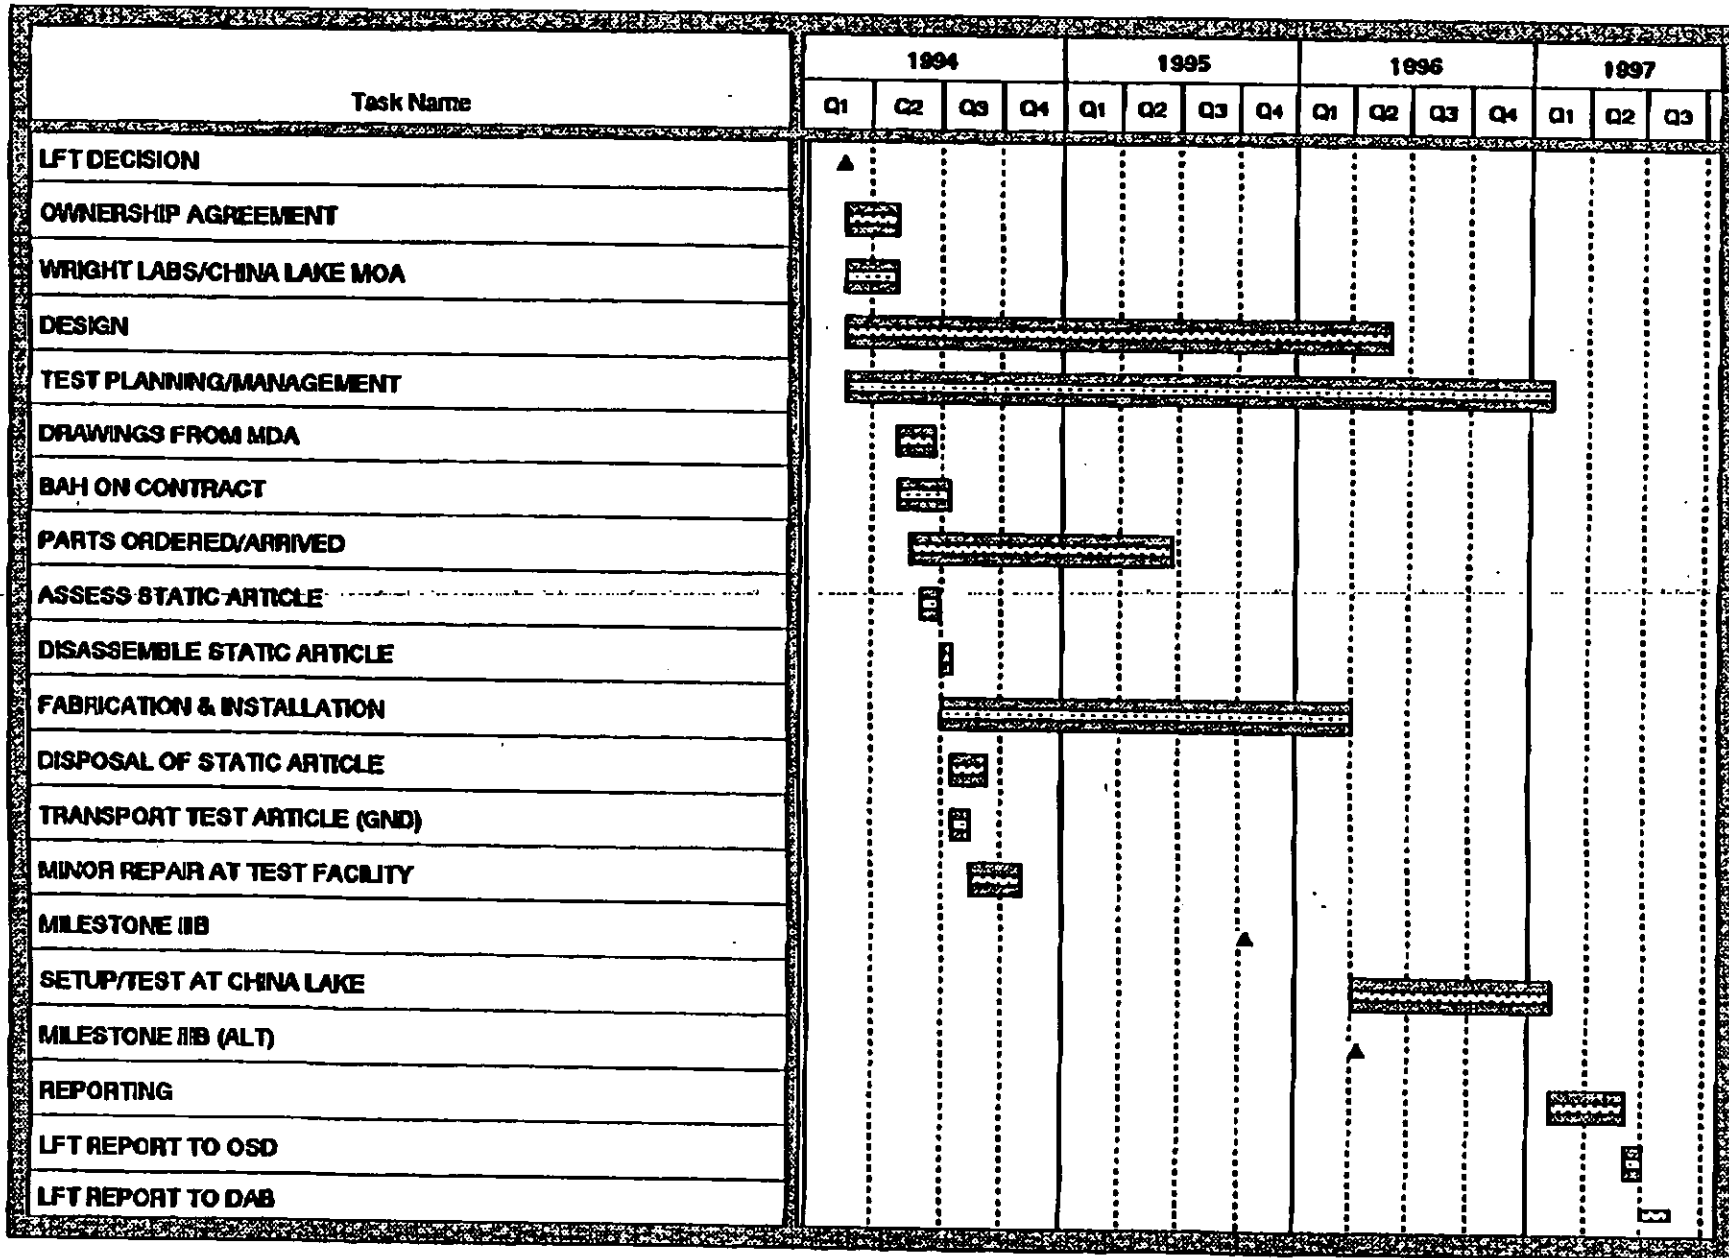 1994 1995 1996 1997
Task Name
Q1 Q2 Q3 Q4 Q1 Q2 Q3 Q4 Q1 Q2 Q3 Q4 Q1 Q2 Q3
LFT DECISION
OWNERSHIP AGREEMENT
WRIGHT LABS/CHINA LAKE MOA
DESIGN
TEST PLANNING/MANAGEMENT
DRAWINGS FROM MDA
BAH ON CONTRACT
PARTS ORDERED/ARRIVED
ASSESS STATIC ARTICLE
DISASSEMBLE STATIC ARTICLE
FABRICATION & INSTALLATION
DISPOSAL OF STATIC ARTICLE
TRANSPORT TEST ARTICLE (GND)
MINOR REPAIR AT TEST FACILITY
MILESTONE IIIB
SETUP/TEST AT CHINA LAKE
MILESTONE IIIB (ALT)
REPORTING
LFT REPORT TO OSD
LFT REPORT TO DAB